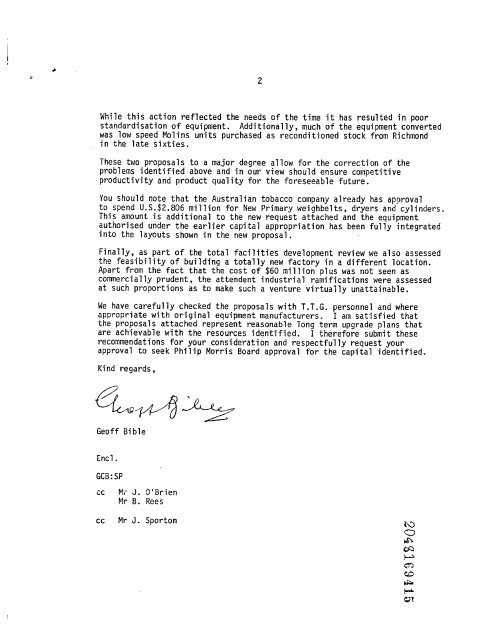 2
While this action reflected the needs of the time it has resulted in poor
standardisation of equipment. Additionally, much of the equipment converted
was low speed Molins units purchased as reconditioned stock from Richmond
in the late sixties.
These two proposals to a major degree allow for the correction of the
problems identified above and in our view should ensure competitive
productivity and product quality for the foreseeable future.
You should note that the Australian tobacco company already has approval
to spend U.S.$2.806 million for New Primary weighbelts, dryers and cylinders.
This amount is additional to the new request attached and the equipment
authorised under the earlier capital appropriation has been fully integrated
into the layouts shown in the new proposal.
Finally, as part of the total facilities development review we also assessed
the feasibility of building a totally new factory in a different location.
Apart from the fact that the cost of $60 million plus was not seen as
commercially prudent, the attendent industrial ramifications were assessed
at such proportions as to make such a venture virtually unattainable.
We have carefully checked the proposals with T.T.G. personnel and where
appropriate with original equipment manufacturers. I am satisfied that
the proposals attached represent reasonable long term upgrade plans that
are achievable with the resources identified. I therefore submit these
recommendations for your consideration and respectfully request your
approval to seek Philip Morris Board approval for the capital identified.
Kind regards,
Geoff Bible
Geoff Bible
Encl.
GCB:SP
cc Mr J. O'Brien
Mr B. Rees
cc Mr J. Sporton
2048169415